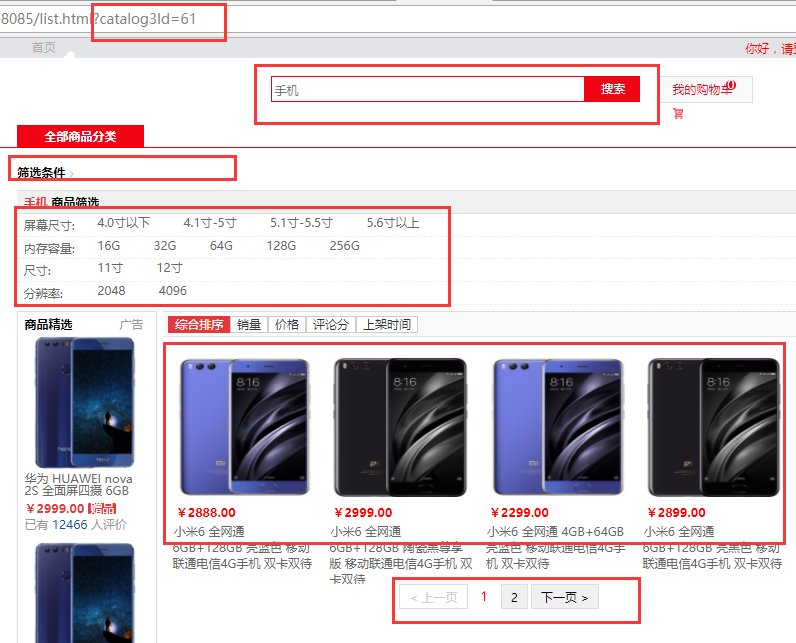 8085/list.html?catalog3Id=61
首页
你好，请登
手机
搜索
我的购物车 0
全部商品分类
筛选条件 >
手机 商品筛选
屏幕尺寸: 4.0寸以下 4.1寸-5寸 5.1寸-5.5寸 5.6寸以上
内存容量: 16G 32G 64G 128G 256G
尺寸: 11寸 12寸
分辨率: 2048 4096
商品精选 广告
综合排序 销量 价格 评论分 上架时间
8:16 8:16 8:16 8:16
华为 HUAWEI nova
2S 全面屏四摄 6GB
￥2999.00 赠品
已有 12466 人评价
￥2888.00
小米6 全网通
6GB+128GB 亮蓝色 移动
联通电信4G手机 双卡双待
￥2999.00
小米6 全网通
6GB+128GB 陶瓷黑尊享
版 移动联通电信4G手机 双
卡双待
￥2299.00
小米6 全网通 4GB+64GB
亮蓝色 移动联通电信4G手
机 双卡双待
￥2899.00
小米6 全网通
6GB+128GB 亮黑色 移动
联通电信4G手机 双卡双待
< 上一页 1 2 下一页 >